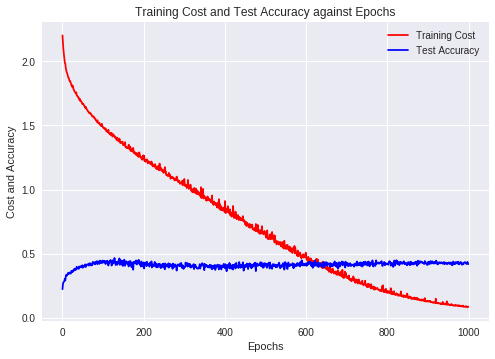 Training Cost and Test Accuracy against Epochs
Training Cost
Test Accuracy
2.0
1.5
1.0
0.5
0.0
Cost and Accuracy
0 200 400 600 800 1000
Epochs